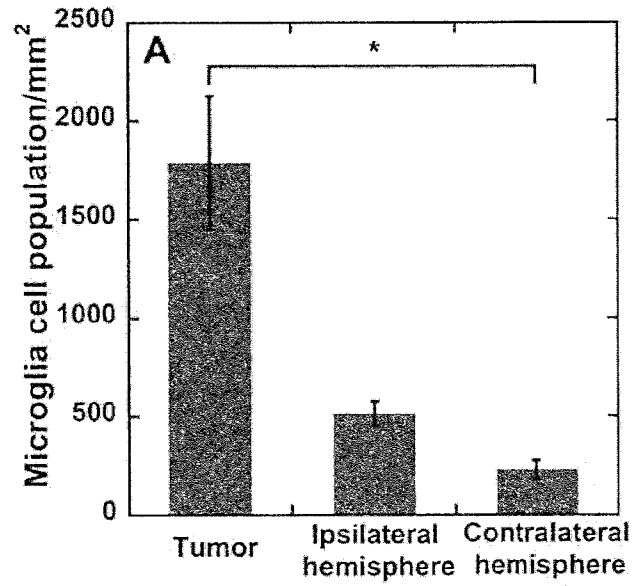 2500
A
*
Microglia cell population/mm²
2000
1500
1000
500
0
Tumor
Ipsilateral
hemisphere
Contralateral
hemisphere